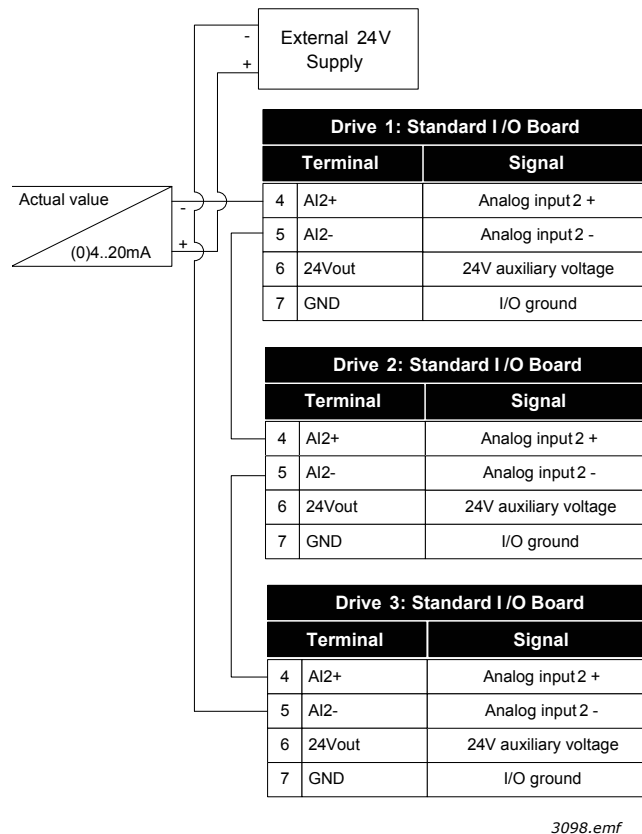 - External 24V
+ Supply
Drive 1: Standard I/O Board
Terminal Signal
Actual value - 4 AI2+ Analog input 2 +
(0)4..20mA + 5 AI2- Analog input 2 -
6 24Vout 24V auxiliary voltage
7 GND I/O ground
Drive 2: Standard I/O Board
Terminal Signal
4 AI2+ Analog input 2 +
5 AI2- Analog input 2 -
6 24Vout 24V auxiliary voltage
7 GND I/O ground
Drive 3: Standard I/O Board
Terminal Signal
4 AI2+ Analog input 2 +
5 AI2- Analog input 2 -
6 24Vout 24V auxiliary voltage
7 GND I/O ground
3098.emf